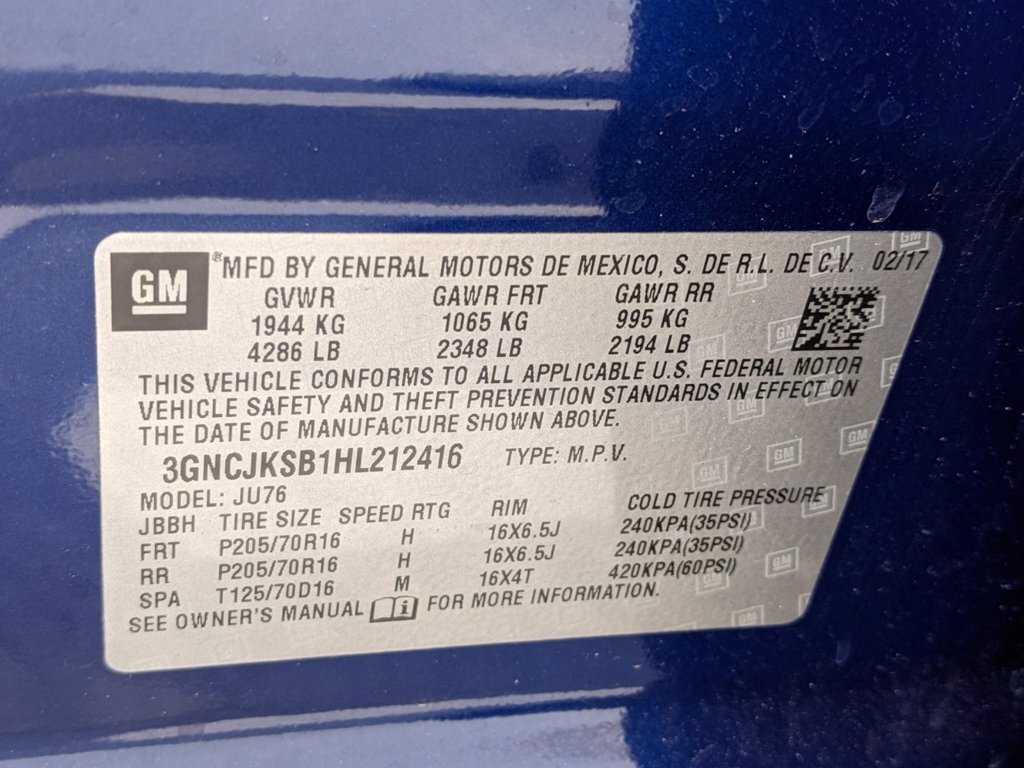 GM ® MFD BY GENERAL MOTORS DE MEXICO, S. DE R.L. DE C.V. 02/17
GVWR GAWR FRT GAWR RR
1944 KG 1065 KG 995 KG
4286 LB 2348 LB 2194 LB
THIS VEHICLE CONFORMS TO ALL APPLICABLE U.S. FEDERAL MOTOR
VEHICLE SAFETY AND THEFT PREVENTION STANDARDS IN EFFECT ON
THE DATE OF MANUFACTURE SHOWN ABOVE.
3GNCJKSB1HL212416 TYPE: M.P.V.
MODEL: JU76
JBBH TIRE SIZE SPEED RTG RIM COLD TIRE PRESSURE
FRT P205/70R16 H 16X6.5J 240KPA(35PSI)
RR P205/70R16 H 16X6.5J 240KPA(35PSI)
SPA T125/70D16 M 16X4T 420KPA(60PSI)
SEE OWNER'S MANUAL i FOR MORE INFORMATION.